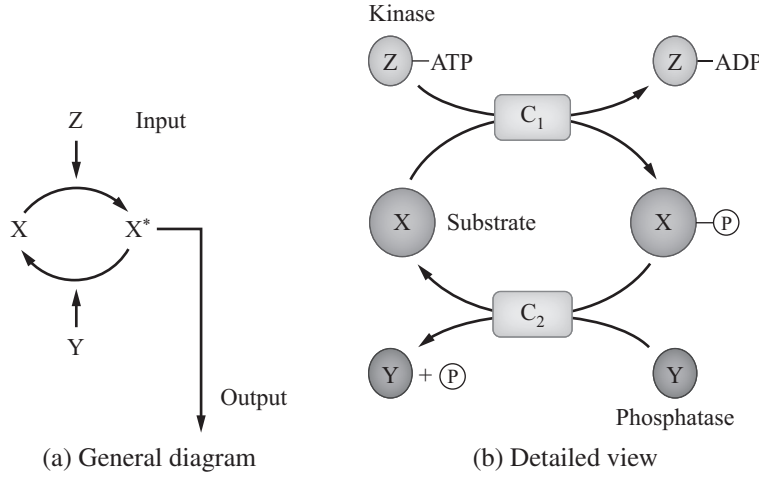 Z Input
X X*
Y
Output
(a) General diagram
Kinase
Z ATP Z ADP
C1
X Substrate X P
C2
Y + P Y
Phosphatase
(b) Detailed view